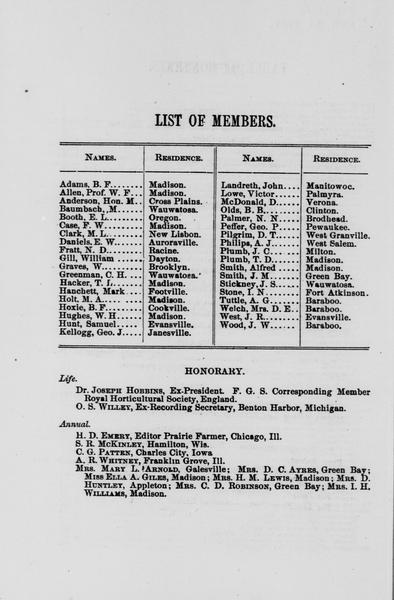 LIST OF MEMBERS.
NAMES. RESIDENCE. NAMES. RESIDENCE.
Adams, B. F....... Madison. Landreth, John.... Manitowoc.
Allen, Prof. W. F... Madison. Lowe, Victor...... Palmyra.
Anderson, Hon. M.. Cross Plains. McDonald, D...... Verona.
Baumbach, M...... Wauwatosa. Olds, B. B......... Clinton.
Booth, E. L........ Oregon. Palmer, N. N...... Brodhead.
Case, F. W........ Madison. Peffer, Geo. P...... Pewaukee.
Clark, M. L........ New Lisbon. Pilgrim, D. T...... West Granville.
Daniels, E. W...... Auroraville. Philips, A. J....... West Salem.
Fratt, N. D........ Racine. Plumb, J. C........ Milton.
Gill, William...... Dayton. Plumb, T. D....... Madison.
Graves, W......... Brooklyn. Smith, Alfred..... Madison.
Greenman, C. H.... Wauwatosa. Smith, J. M....... Green Bay.
Hacker, T. L....... Madison. Stickney, J. S...... Wauwatosa.
Hanchett, Mark.... Footville. Stone, I. N........ Fort Atkinson.
Holt, M. A......... Madison. Tuttle, A. G....... Baraboo.
Hoxie, B. F........ Cookville. Welch, Mrs. D. E.. Baraboo.
Hughes, W. H...... Madison. West, J. R......... Evansville.
Hunt, Samuel...... Evansville. Wood, J. W....... Baraboo.
Kellogg, Geo. J..... Janesville.
HONORARY.
Life.
Dr. JOSEPH HOBBINS, Ex-President. F. G. S. Corresponding Member
Royal Horticultural Society, England.
O. S. WILLEY, Ex-Recording Secretary, Benton Harbor, Michigan.
Annual.
H. D. EMERY, Editor Prairie Farmer, Chicago, Ill.
S. R. MCKINLEY, Hamilton, Wis.
C. G. PATTEN, Charles City, Iowa
A. R. WHITNEY, Franklin Grove, Ill.
MRS. MARY L. ARNOLD, Galesville; MRS. D. C. AYRES, Green Bay;
MISS ELLA A. GILES, Madison; MRS. H. M. LEWIS, Madison; MRS. D.
HUNTLEY, Appleton; MRS. C. D. ROBINSON, Green Bay; MRS. I. H.
WILLIAMS, Madison.